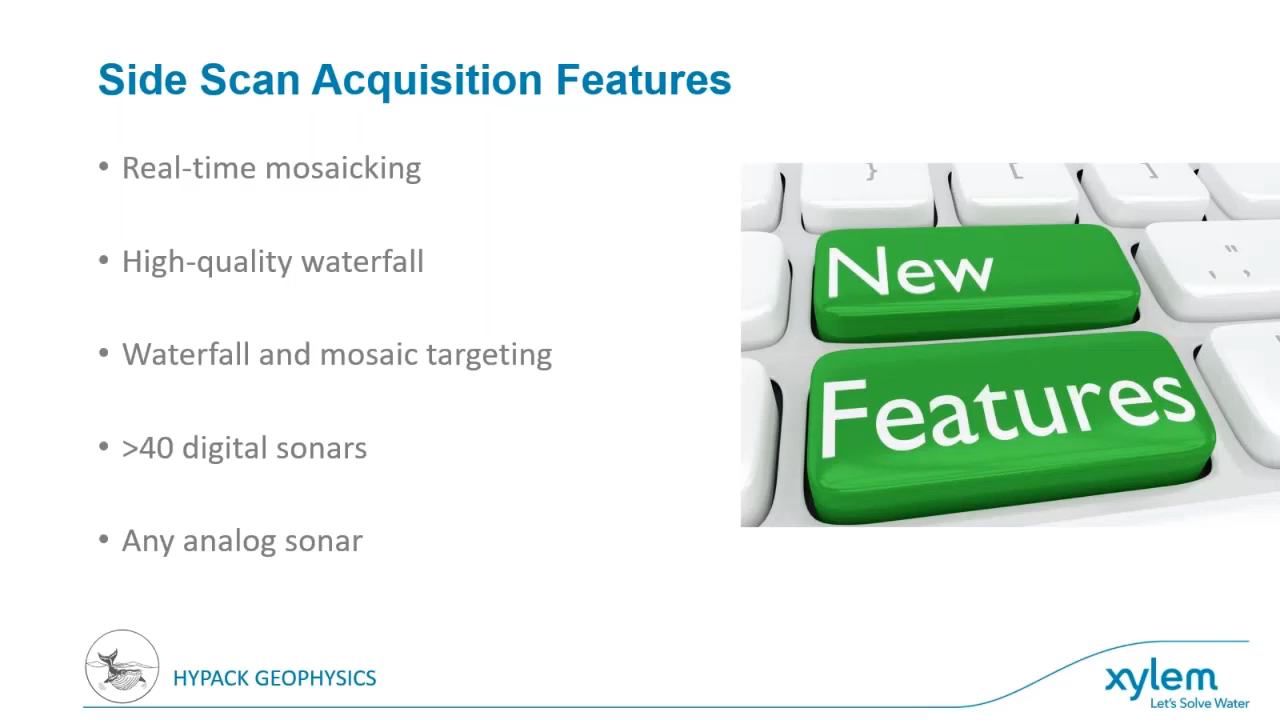 Side Scan Acquisition Features
• Real-time mosaicking
• High-quality waterfall
• Waterfall and mosaic targeting
• >40 digital sonars
• Any analog sonar
} [ ]
New
"
'
Features
HYPACK GEOPHYSICS
xylem
Let's Solve Water